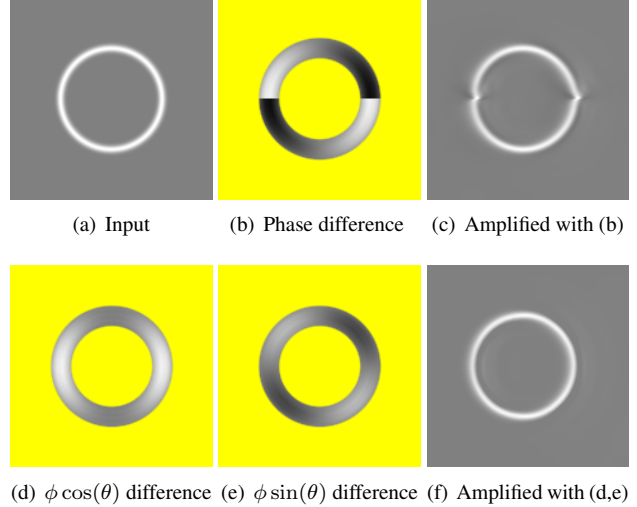 (a) Input
(b) Phase difference
(c) Amplified with (b)
(d) ϕ cos(θ) difference
(e) ϕ sin(θ) difference
(f) Amplified with (d,e)